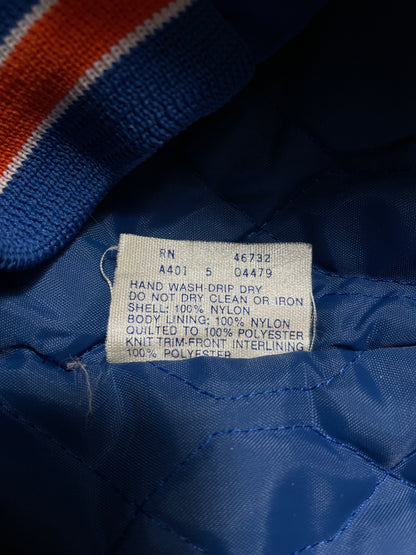 RN 46732
A401 5 04479
HAND WASH-DRIP DRY
DO NOT DRY CLEAN OR IRON
SHELL: 100% NYLON
BODY LINING: 100% NYLON
QUILTED TO 100% POLYESTER
KNIT TRIM-FRONT INTERLINING
100% POLYESTER